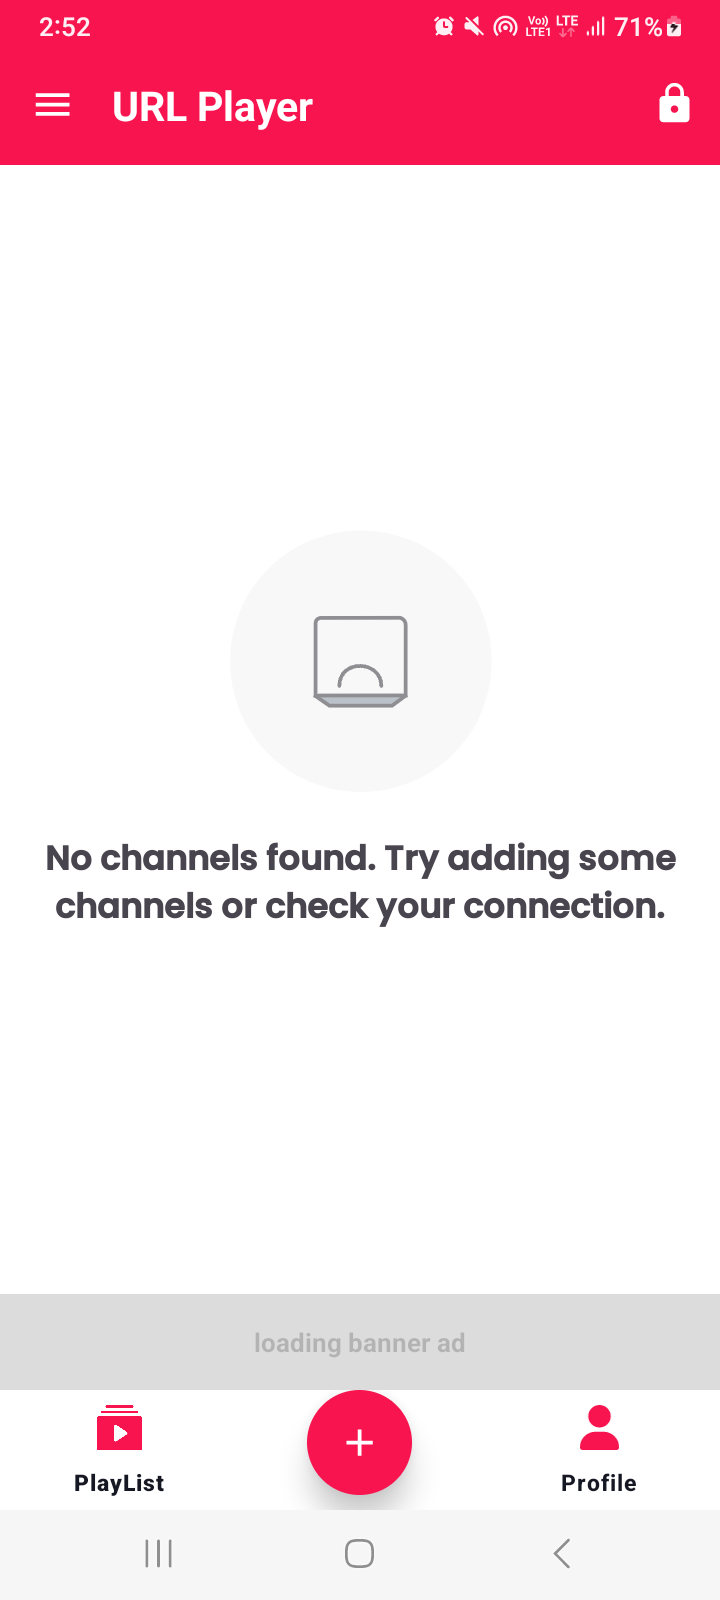 2:52
Vo) LTE
LTE1
71%
URL Player
No channels found. Try adding some
channels or check your connection.
loading banner ad
PlayList
Profile